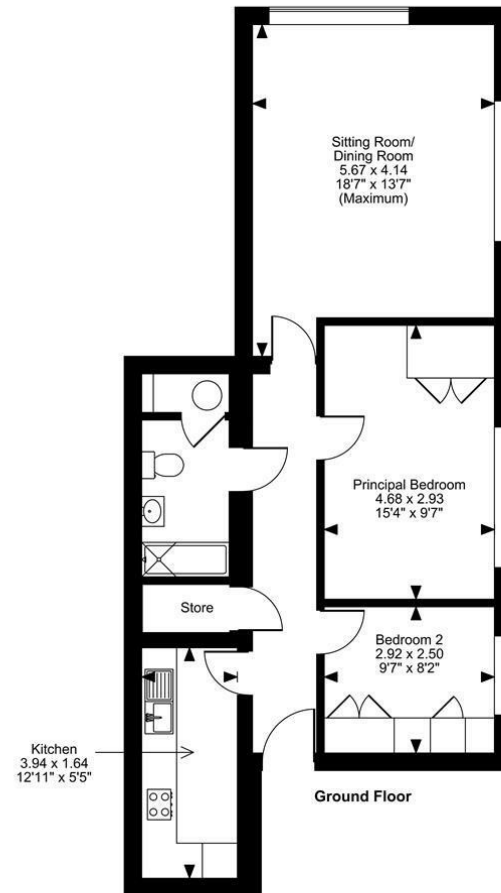 Sitting Room/
Dining Room
5.67 x 4.14
18'7" x 13'7"
(Maximum)
Principal Bedroom
4.68 x 2.93
15'4" x 9'7"
Store
Bedroom 2
2.92 x 2.50
9'7" x 8'2"
Kitchen
3.94 x 1.64
12'11" x 5'5"
Ground Floor